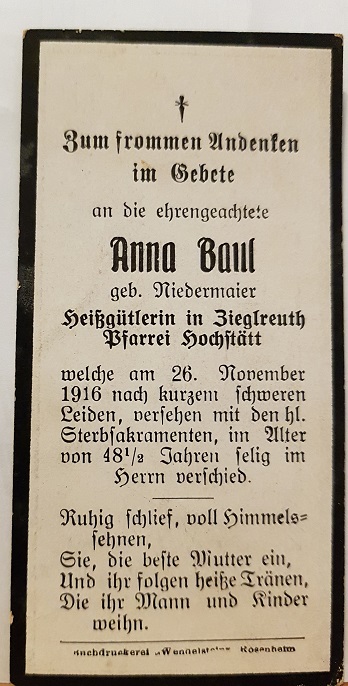 Zum frommen Andenken
im Gebete
an die ehrengeachtete
Anna Baul
geb. Niedermaier
Heißgütlerin in Zieglreuth
Pfarrei Hochstätt
welche am 26. November
1916 nach kurzem schweren
Leiden, versehen mit den hl.
Sterbsakramenten, im Alter
von 48½ Jahren selig im
Herrn verschied.
Ruhig schlief, voll Himmels=
sehnen,
Sie, die beste Mutter ein,
Und ihr folgen heiße Tränen,
Die ihr Mann und Kinder
weihn.
Buchdruckerei „Wendelstein“ Rosenheim